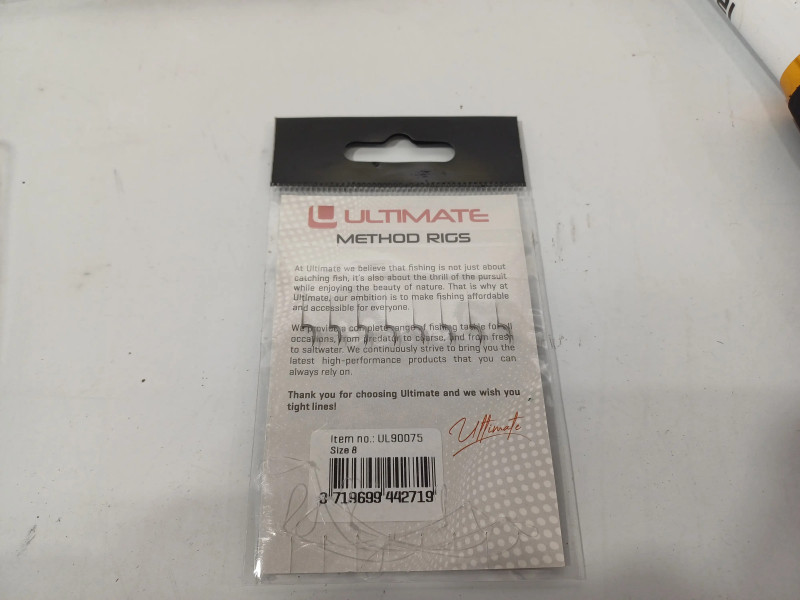 ULTIMATE
METHOD RIGS
At Ultimate we believe that fishing is not just about
catching fish, it's also about the thrill of the pursuit
while enjoying the beauty of nature. That is why at
Ultimate, our ambition is to make fishing affordable
and accessible for everyone.
We provide a complete range of fishing tackle for all
occasions, from predator to coarse, and from fresh
to saltwater. We continuously strive to bring you the
latest high-performance products that you can
always rely on.
Thank you for choosing Ultimate and we wish you
tight lines!
Ultimate
Item no.: UL90075
Size 8
8 719699 442719